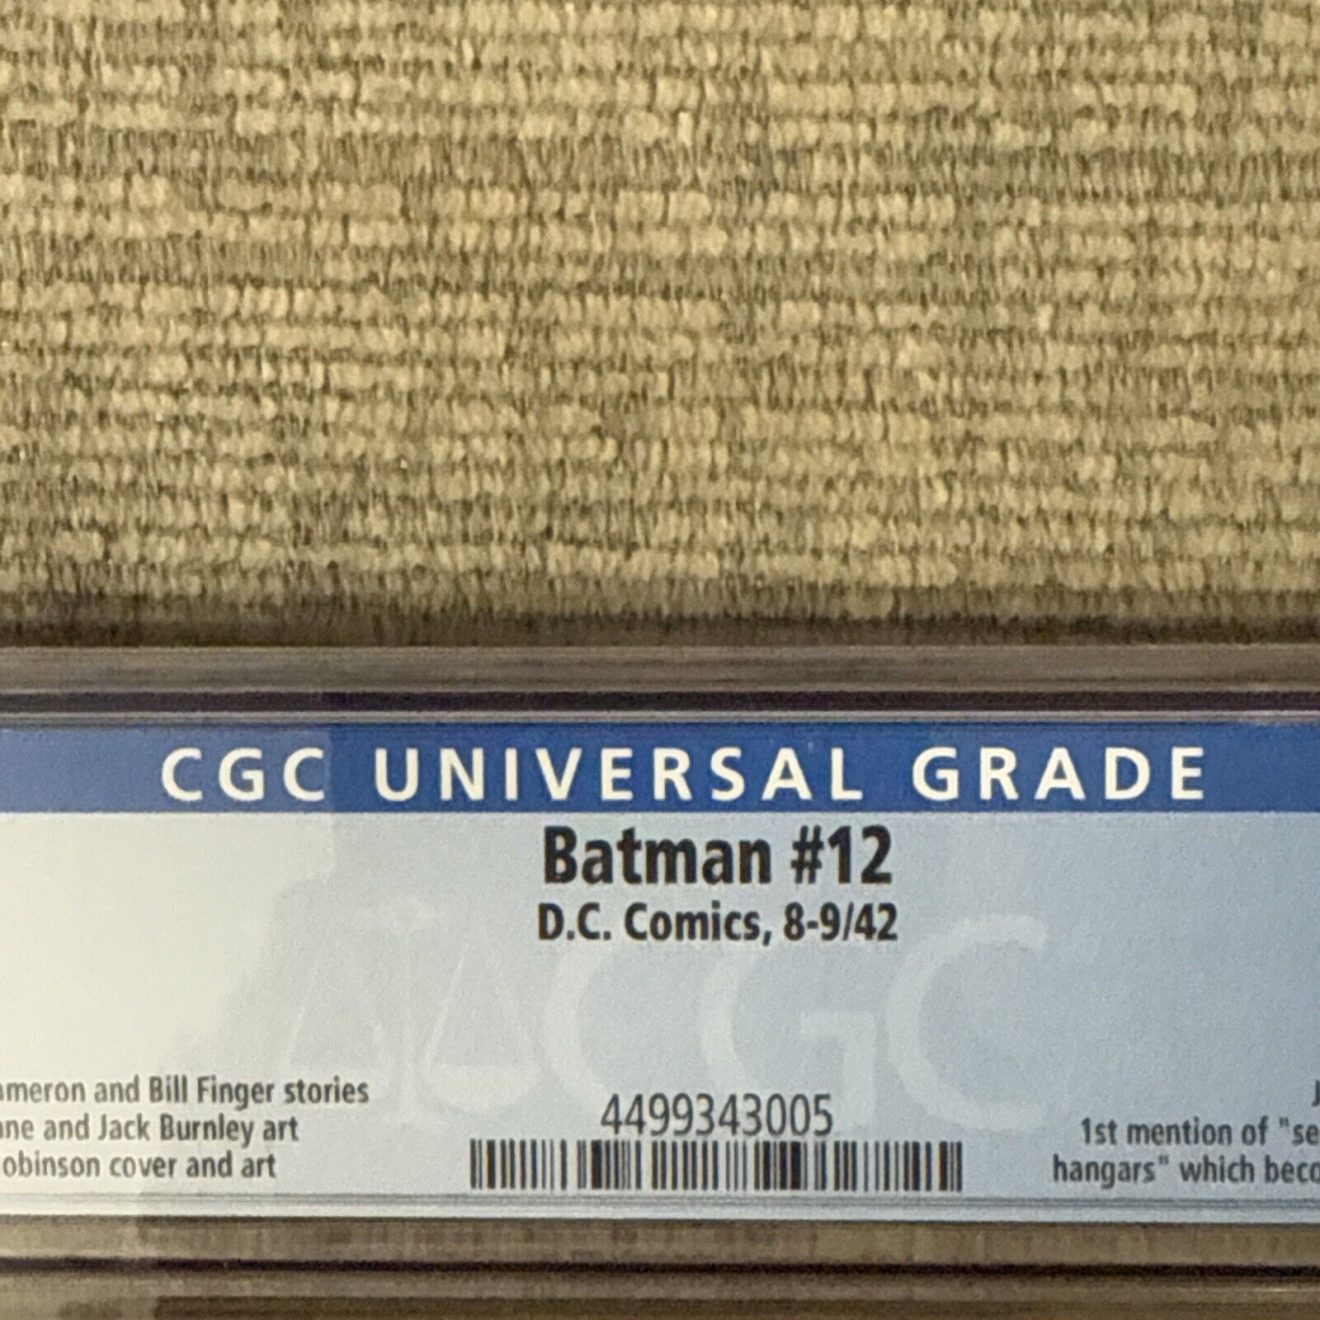 CGC UNIVERSAL GRADE
Batman #12
D.C. Comics, 8-9/42
CGC
ameron and Bill Finger stories
ane and Jack Burnley art
obinson cover and art
4499343005
J
1st mention of "se
hangars" which beco